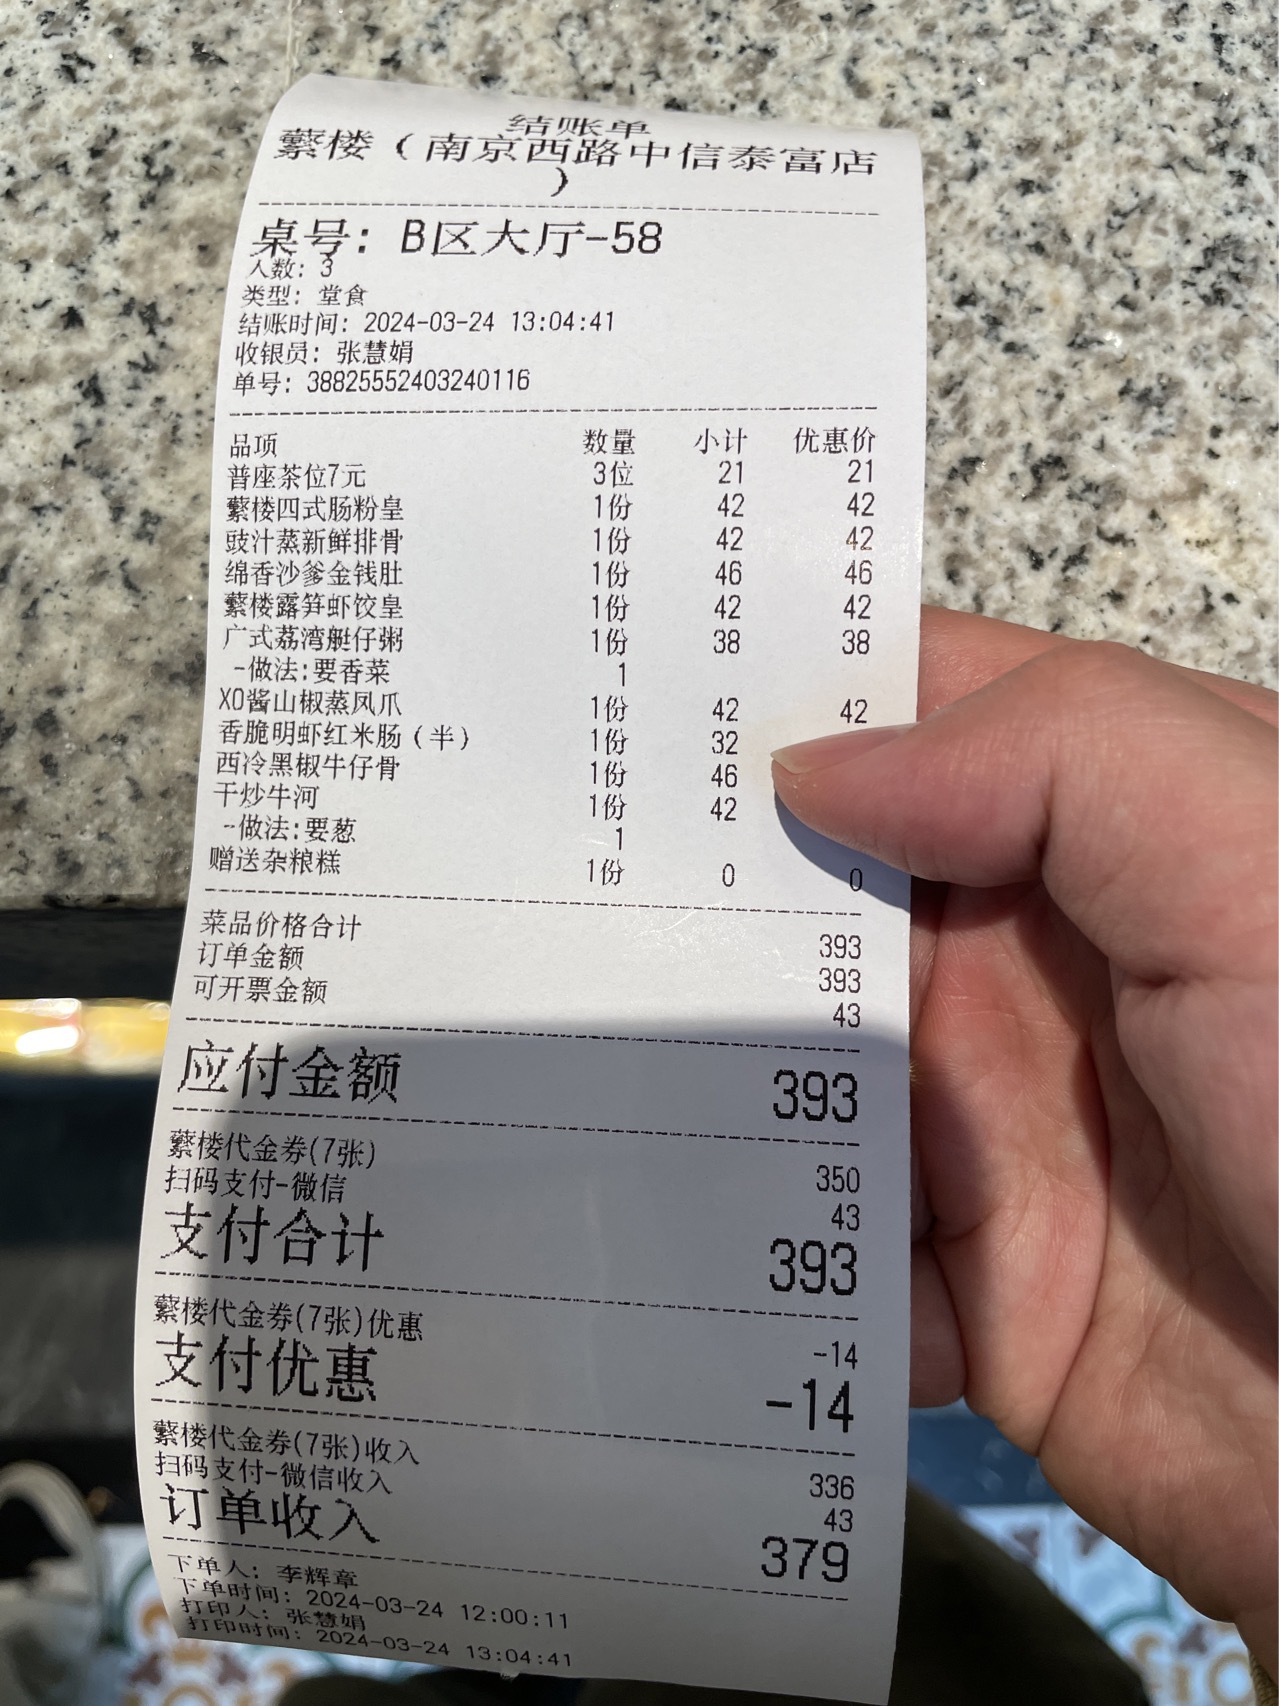 结账单
蘩楼（南京西路中信泰富店
）
桌号：B区大厅-58
人数：3
类型：堂食
结账时间：2024-03-24 13:04:41
收银员：张慧娟
单号：38825552403240116
品项 数量 小计 优惠价
普座茶位7元 3位 21 21
蘩楼四式肠粉皇 1份 42 42
豉汁蒸新鲜排骨 1份 42 42
绵香沙爹金钱肚 1份 46 46
蘩楼露笋虾饺皇 1份 42 42
广式荔湾艇仔粥 1份 38 38
-做法:要香菜 1
XO酱山椒蒸凤爪 1份 42 42
香脆明虾红米肠（半） 1份 32
西冷黑椒牛仔骨 1份 46
干炒牛河 1份 42
-做法:要葱 1
赠送杂粮糕 1份 0 0
菜品价格合计 393
订单金额 393
可开票金额 43
应付金额 393
蘩楼代金券(7张) 350
扫码支付-微信 43
支付合计 393
蘩楼代金券(7张)优惠 -14
支付优惠 -14
蘩楼代金券(7张)收入 336
扫码支付-微信收入 43
订单收入 379
下单人：李辉章
下单时间：2024-03-24 12:00:11
打印人：张慧娟
打印时间：2024-03-24 13:04:41